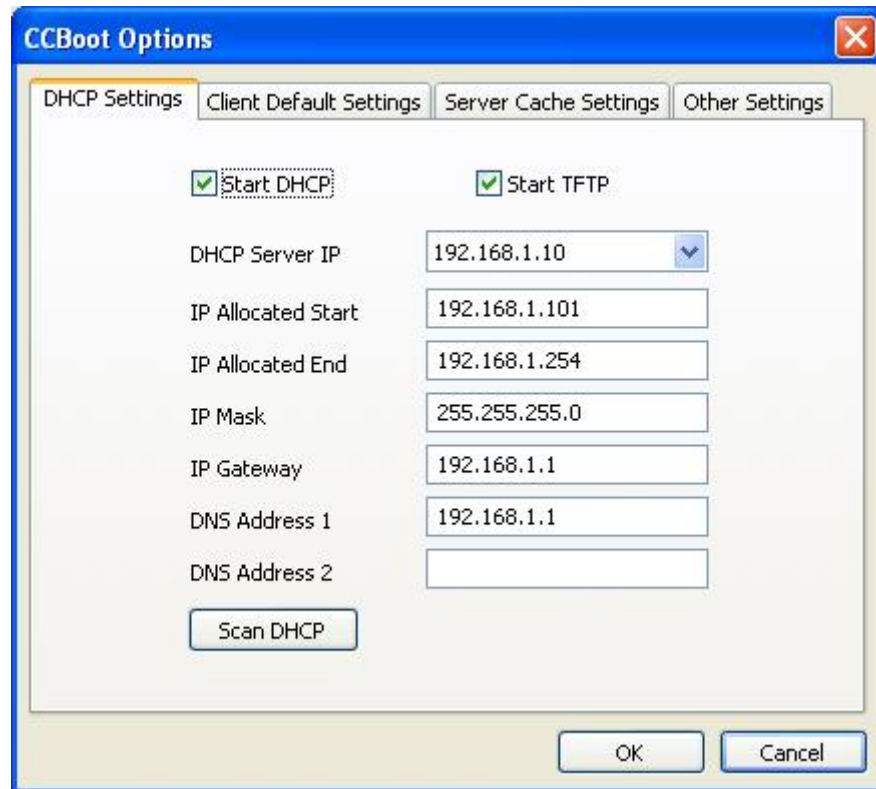 CCBoot Options
DHCP Settings
Client Default Settings
Server Cache Settings
Other Settings
Start DHCP
Start TFTP
DHCP Server IP
192.168.1.10
IP Allocated Start
192.168.1.101
IP Allocated End
192.168.1.254
IP Mask
255.255.255.0
IP Gateway
192.168.1.1
DNS Address 1
192.168.1.1
DNS Address 2
Scan DHCP
OK
Cancel